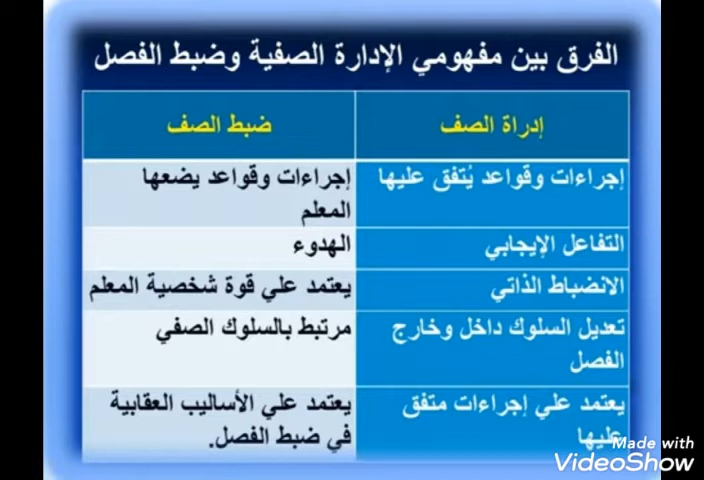 الفرق بين مفهومي الإدارة الصفية وضبط الفصل
إدراة الصف
ضبط الصف
إجراءات وقواعد يُتفق عليها
إجراءات وقواعد يضعها
المعلم
التفاعل الإيجابي
الهدوء
الانضباط الذاتي
يعتمد علي قوة شخصية المعلم
تعديل السلوك داخل وخارج
الفصل
مرتبط بالسلوك الصفي
يعتمد علي إجراءات متفق
عليها
يعتمد علي الأساليب العقابية
في ضبط الفصل.
Made with
VideoShow